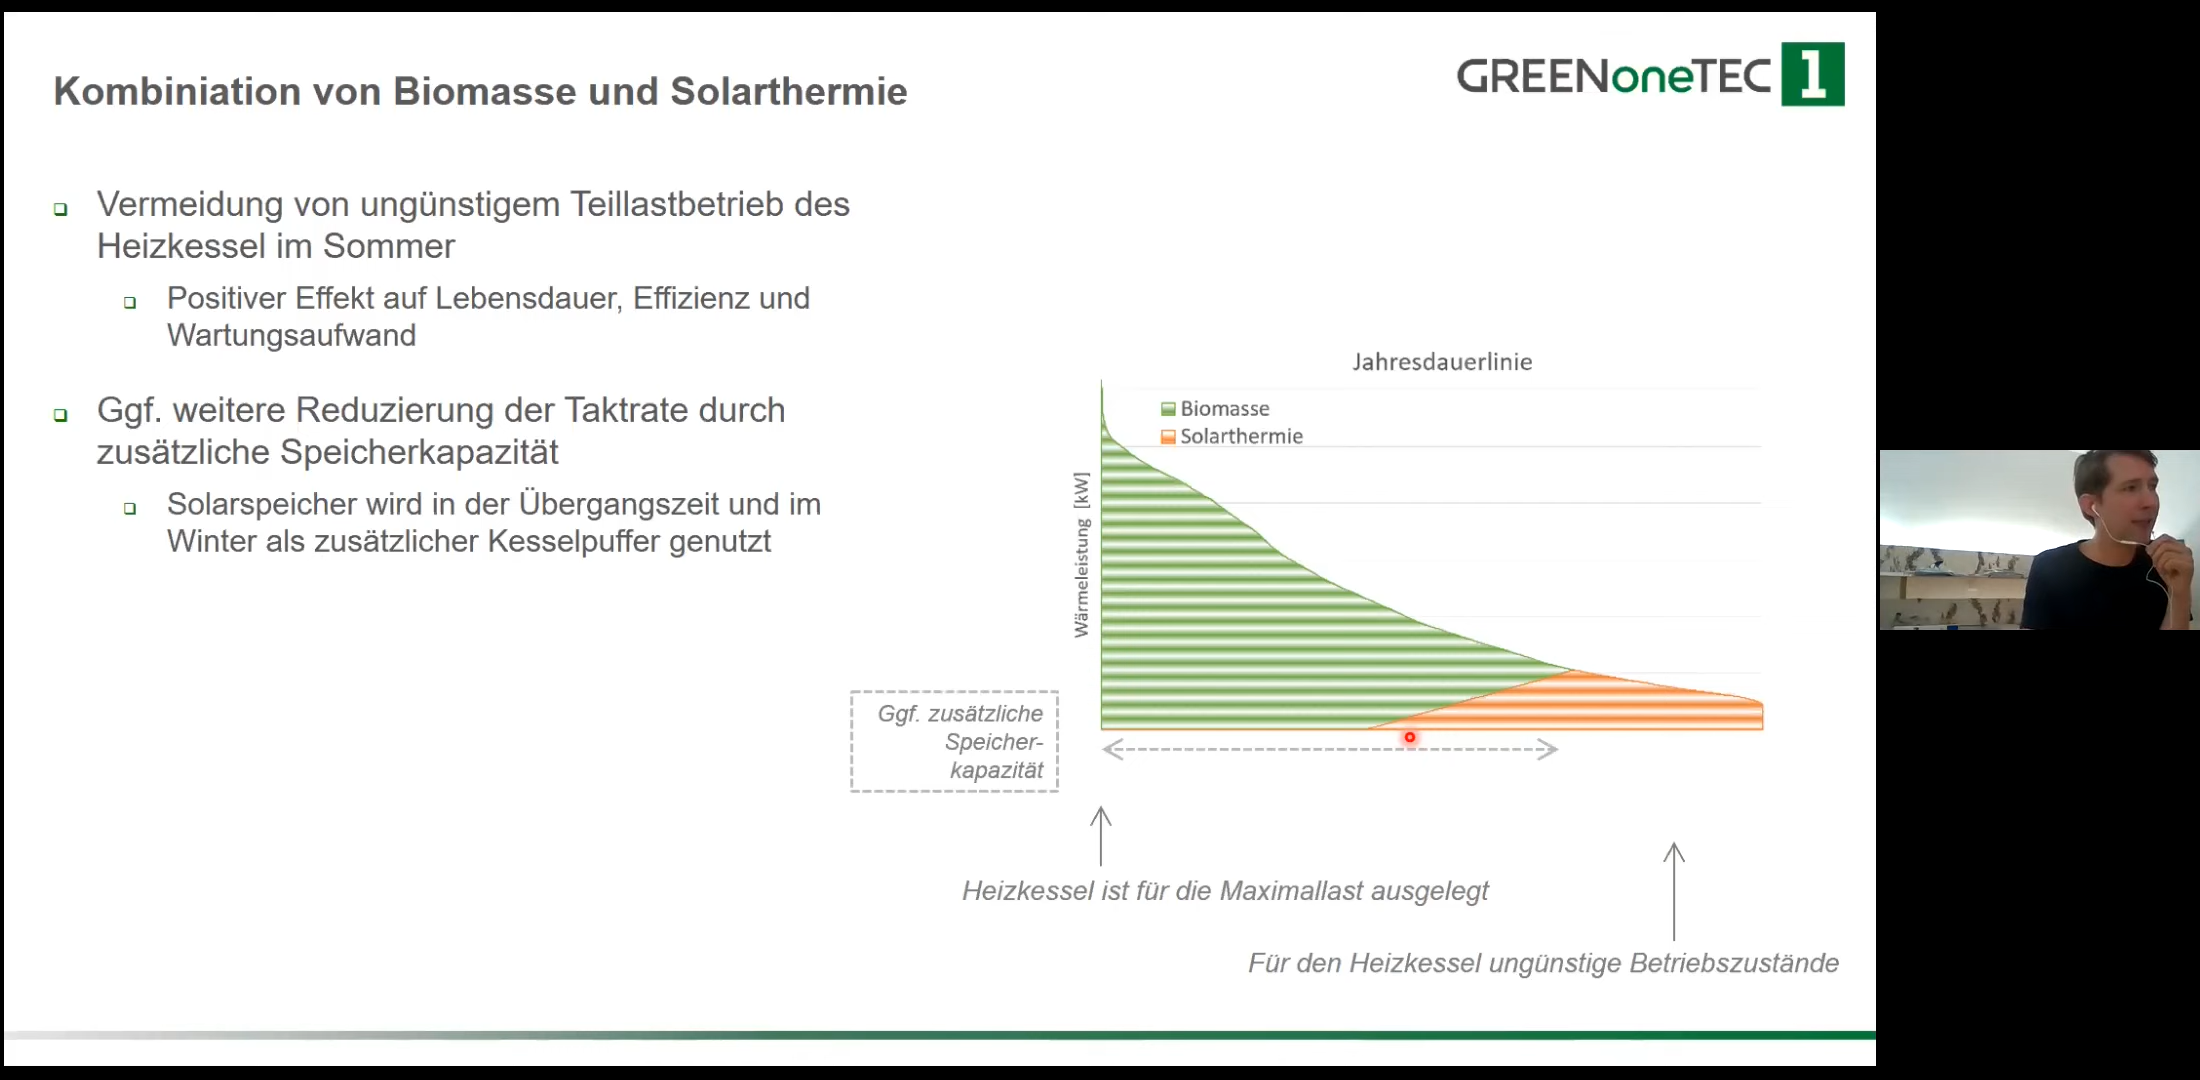 Kombiniation von Biomasse und Solarthermie
GREENoneTEC 1
Vermeidung von ungünstigem Teillastbetrieb des
Heizkessel im Sommer
Positiver Effekt auf Lebensdauer, Effizienz und
Wartungsaufwand
Ggf. weitere Reduzierung der Taktrate durch
zusätzliche Speicherkapazität
Solarspeicher wird in der Übergangszeit und im
Winter als zusätzlicher Kesselpuffer genutzt
Jahresdauerlinie
Biomasse
Solarthermie
Wärmeleistung [kW]
Ggf. zusätzliche
Speicher-
kapazität
Heizkessel ist für die Maximallast ausgelegt
Für den Heizkessel ungünstige Betriebszustände